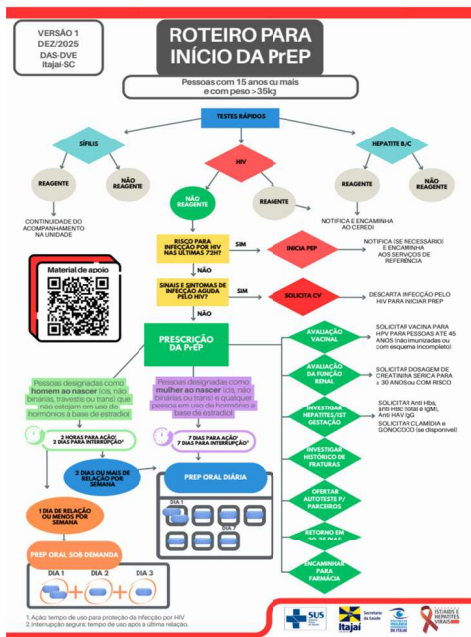 VERSÃO 1
DEZ/2025
DAS-DVE
Itajaí-SC
ROTEIRO PARA
INÍCIO DA PrEP
Pessoas com 15 anos ou mais
e com peso >35kg
TESTES RÁPIDOS
SÍFILIS
HIV
HEPATITE B/C
REAGENTE
NÃO
REAGENTE
NÃO
REAGENTE
REAGENTE
REAGENTE
NÃO
REAGENTE
CONTINUIDADE DO
ACOMPANHAMENTO
NA UNIDADE
NOTIFICA E ENCAMINHA
AO CEREDI
RISCO PARA
INFECÇÃO POR HIV
NAS ÚLTIMAS 72H?
SIM
INICIA PEP
NOTIFICA (SE NECESSÁRIO)
E ENCAMINHA
AOS SERVIÇOS DE
REFERÊNCIA
NÃO
Material de apoio
SINAIS E SINTOMAS DE
INFECÇÃO AGUDA
PELO HIV?
SIM
SOLICITA CV
DESCARTA INFECÇÃO PELO
HIV PARA INICIAR PREP
NÃO
PRESCRIÇÃO
DA PrEP
AVALIAÇÃO
VACINAL
SOLICITAR VACINA PARA
HPV PARA PESSOAS ATÉ 45
ANOS (não imunizadas ou
com esquema incompleto)
AVALIAÇÃO
DA FUNÇÃO
RENAL
SOLICITAR DOSAGEM DE
CREATININA SÉRICA PARA
≥ 30 ANOS ou COM RISCO
INVESTIGAR
HEPATITES/IST
GESTAÇÃO
SOLICITAR Anti Hbs,
anti HBc (total e IgM),
Anti HAV IgG
SOLICITAR CLAMÍDIA e
GONOCOCO (se disponível)
INVESTIGAR
HISTÓRICO DE
FRATURAS
OFERTAR
AUTOTESTE P/
PARCEIROS
RETORNO EM
ENCAMINHAR
PARA
FARMÁCIA
Pessoas designadas como
homem ao nascer (cis, não
binárias, travestis ou trans) que
não estejam em uso de
hormônio à base de estradiol
Pessoas designadas como
mulher ao nascer (cis, não
binárias ou trans) e qualquer
pessoa em uso de hormônio à
base de estradiol
2 HORAS PARA AÇÃO¹
2 DIAS PARA INTERRUPÇÃO²
7 DIAS PARA AÇÃO¹
7 DIAS PARA INTERRUPÇÃO²
2 DIAS OU MAIS DE
RELAÇÃO POR
SEMANA
PREP ORAL DIÁRIA
DIA 1
DIA 7
1 DIA DE RELAÇÃO
OU MENOS POR
SEMANA
PREP ORAL SOB DEMANDA
DIA 1
DIA 2
DIA 3
+
+
1. Ação: tempo de uso para proteção da infecção por HIV
2. Interrupção segura: tempo de uso após a última relação.
SUS
Itajaí
Secretaria
da Saúde
IST/AIDS E
HEPATITES
VIRAIS